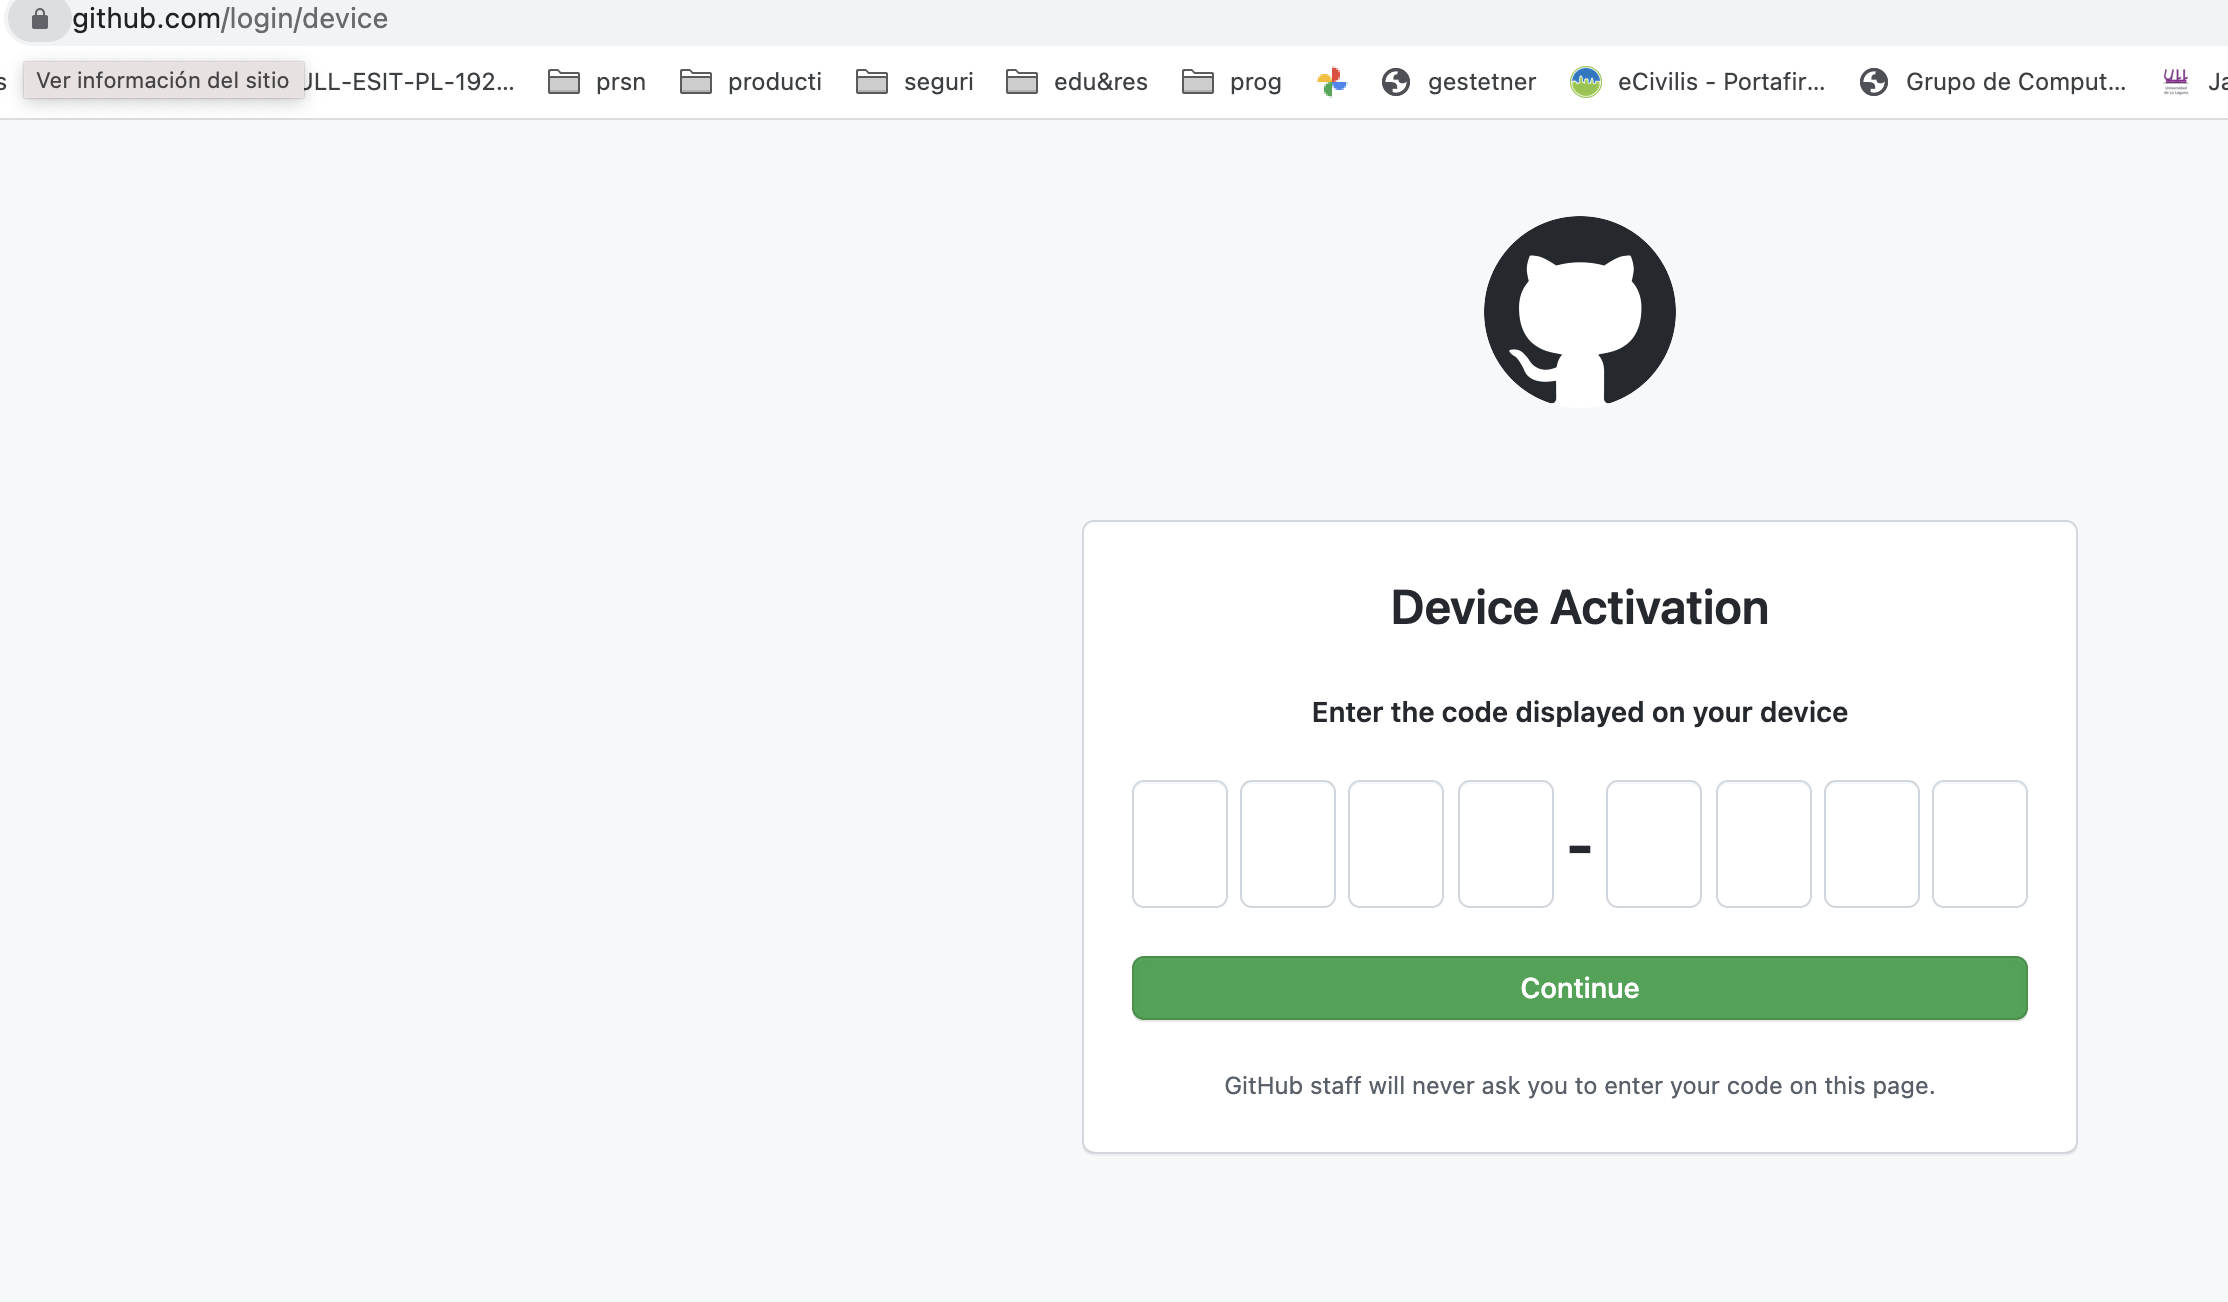 github.com/login/device
s Ver información del sitio JLL-ESIT-PL-192... prsn producti seguri edu&res prog gestetner eCivilis - Portafir... Grupo de Comput... Ja
Device Activation
Enter the code displayed on your device
-
Continue
GitHub staff will never ask you to enter your code on this page.